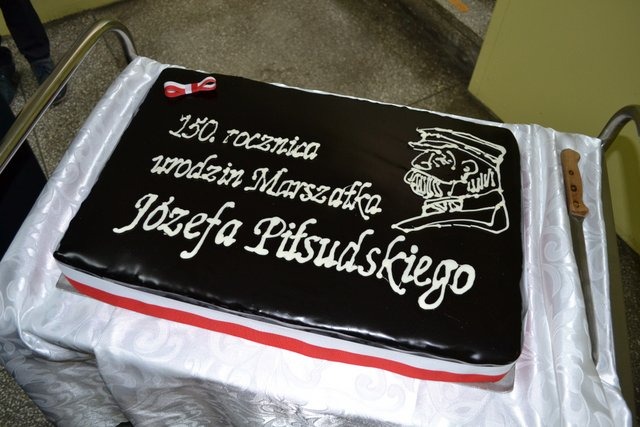 150. rocznica
urodzin Marszałka
Józefa Piłsudskiego